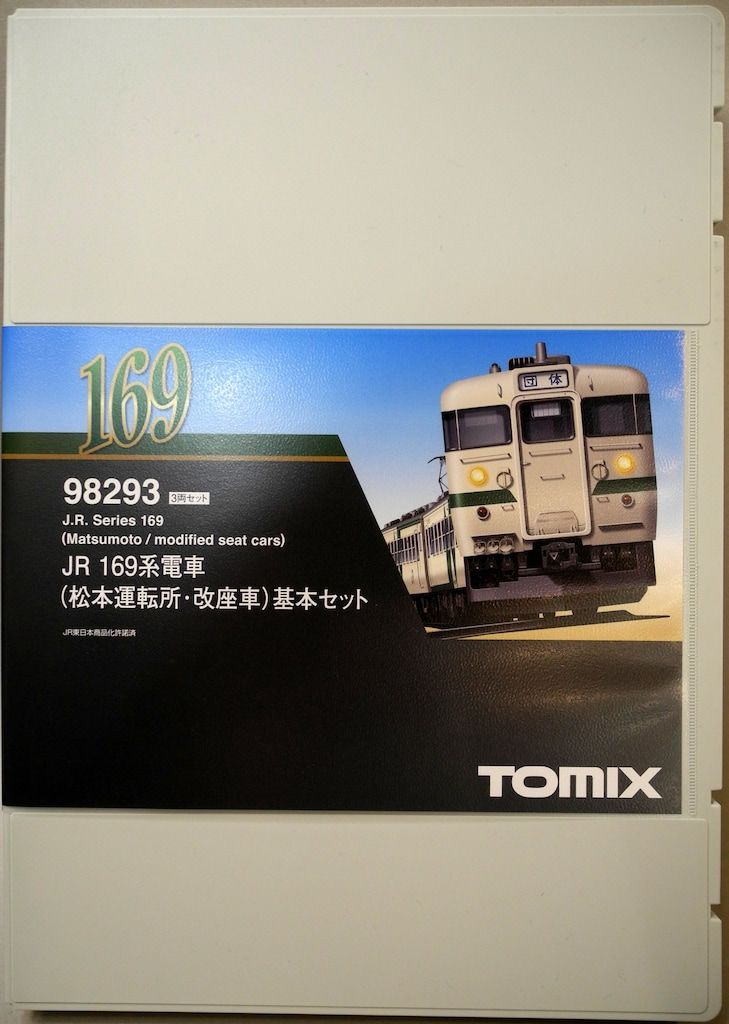 169
団体
98293 3両セット
J.R. Series 169
(Matsumoto / modified seat cars)
JR 169系電車
(松本運転所・改座車)基本セット
JR東日本商品化許諾済
TOMIX